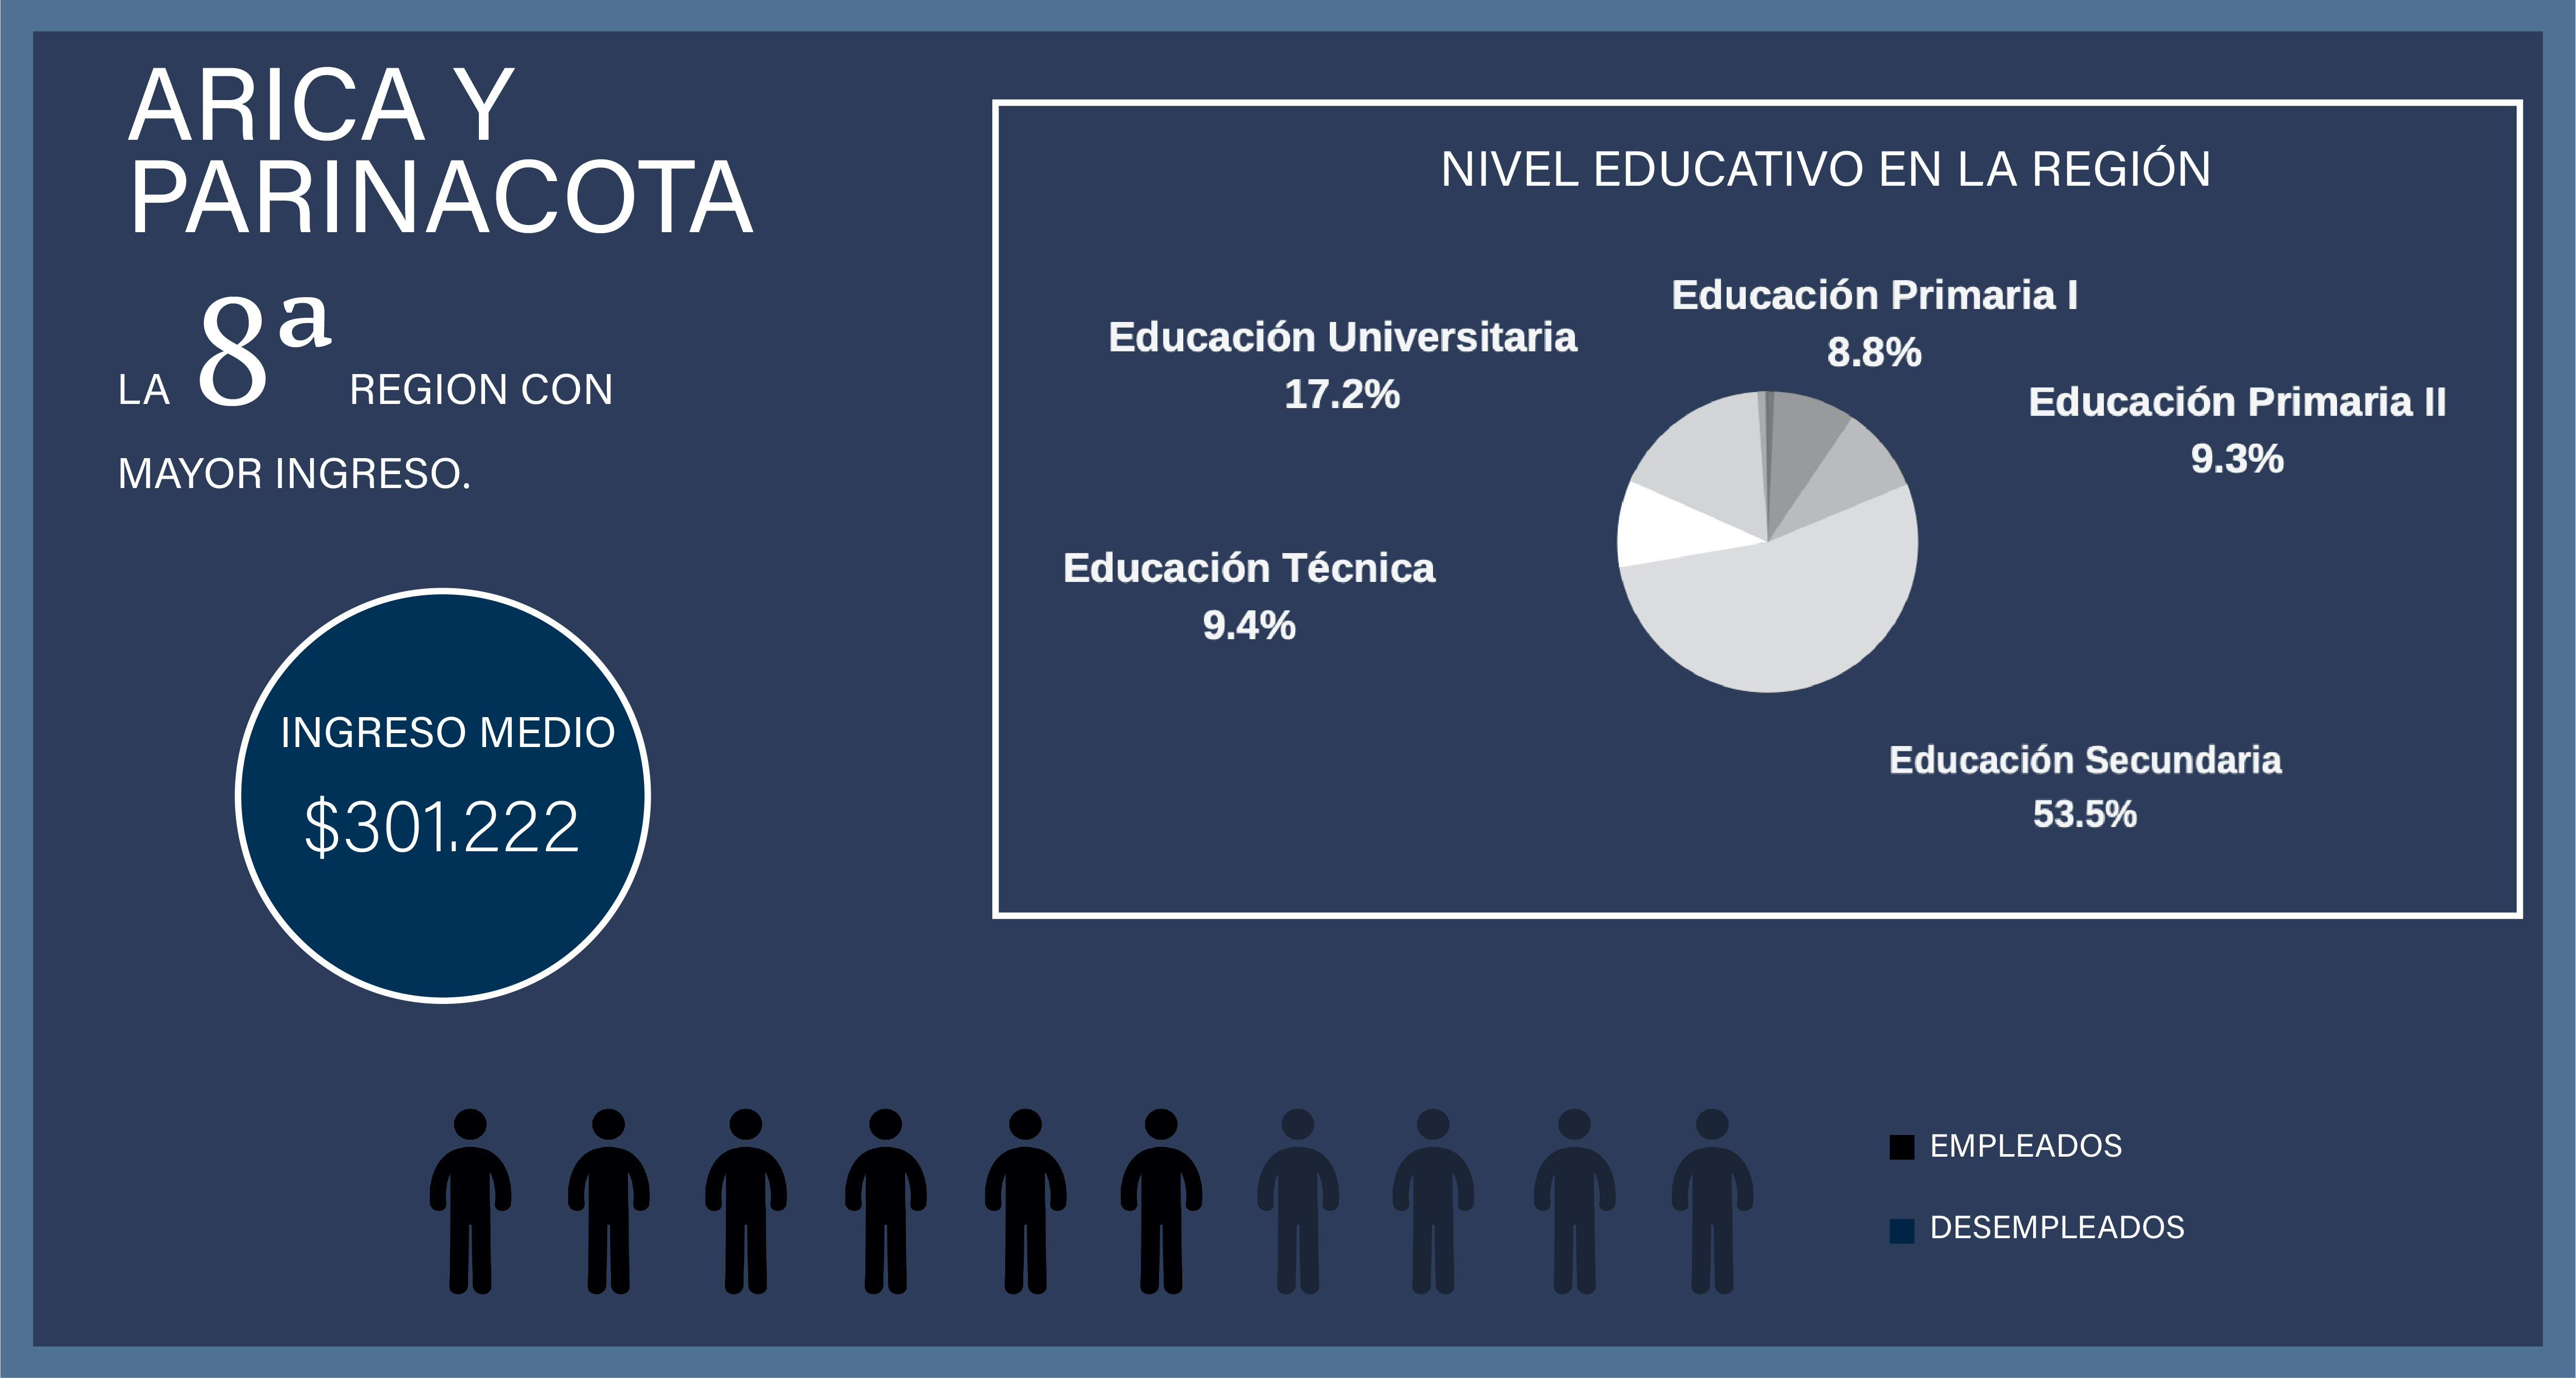 ARICA Y
PARINACOTA
LA 8ª REGION CON
MAYOR INGRESO.
INGRESO MEDIO
$301.222
NIVEL EDUCATIVO EN LA REGIÓN
Educación Primaria I
8.8%
Educación Universitaria
17.2%
Educación Primaria II
9.3%
Educación Técnica
9.4%
Educación Secundaria
53.5%
EMPLEADOS
DESEMPLEADOS